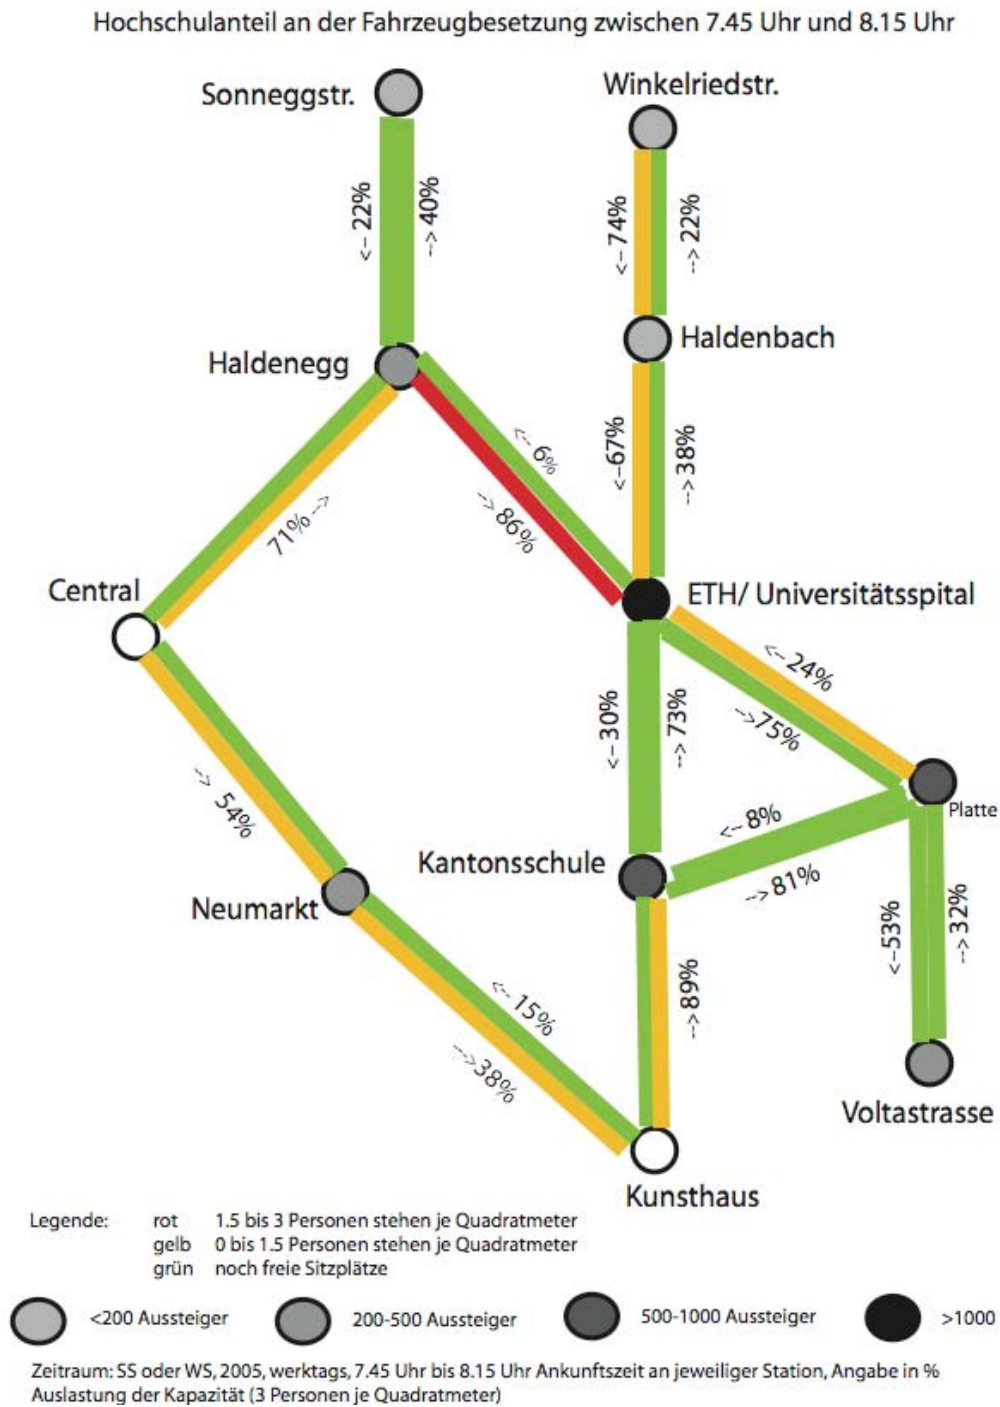 Hochschulanteil an der Fahrzeugbesetzung zwischen 7.45 Uhr und 8.15 Uhr
Sonneggstr.
Winkelriedstr.
<-- 22%
--> 40%
<-- 74%
--> 22%
Haldenegg
Haldenbach
<-- 6%
--> 86%
<--67%
-->38%
71% -->
Central
ETH/ Universitätsspital
<-- 24%
-->75%
<--30%
--> 73%
--> 54%
Platte
<-- 8%
--> 81%
Kantonsschule
Neumarkt
<--53%
--> 32%
<-- 15%
-->38%
-->89%
Voltastrasse
Kunsthaus
Legende: rot 1.5 bis 3 Personen stehen je Quadratmeter
gelb 0 bis 1.5 Personen stehen je Quadratmeter
grün noch freie Sitzplätze
<200 Aussteiger 200-500 Aussteiger 500-1000 Aussteiger >1000
Zeitraum: SS oder WS, 2005, werktags, 7.45 Uhr bis 8.15 Uhr Ankunftszeit an jeweiliger Station, Angabe in %
Auslastung der Kapazität (3 Personen je Quadratmeter)